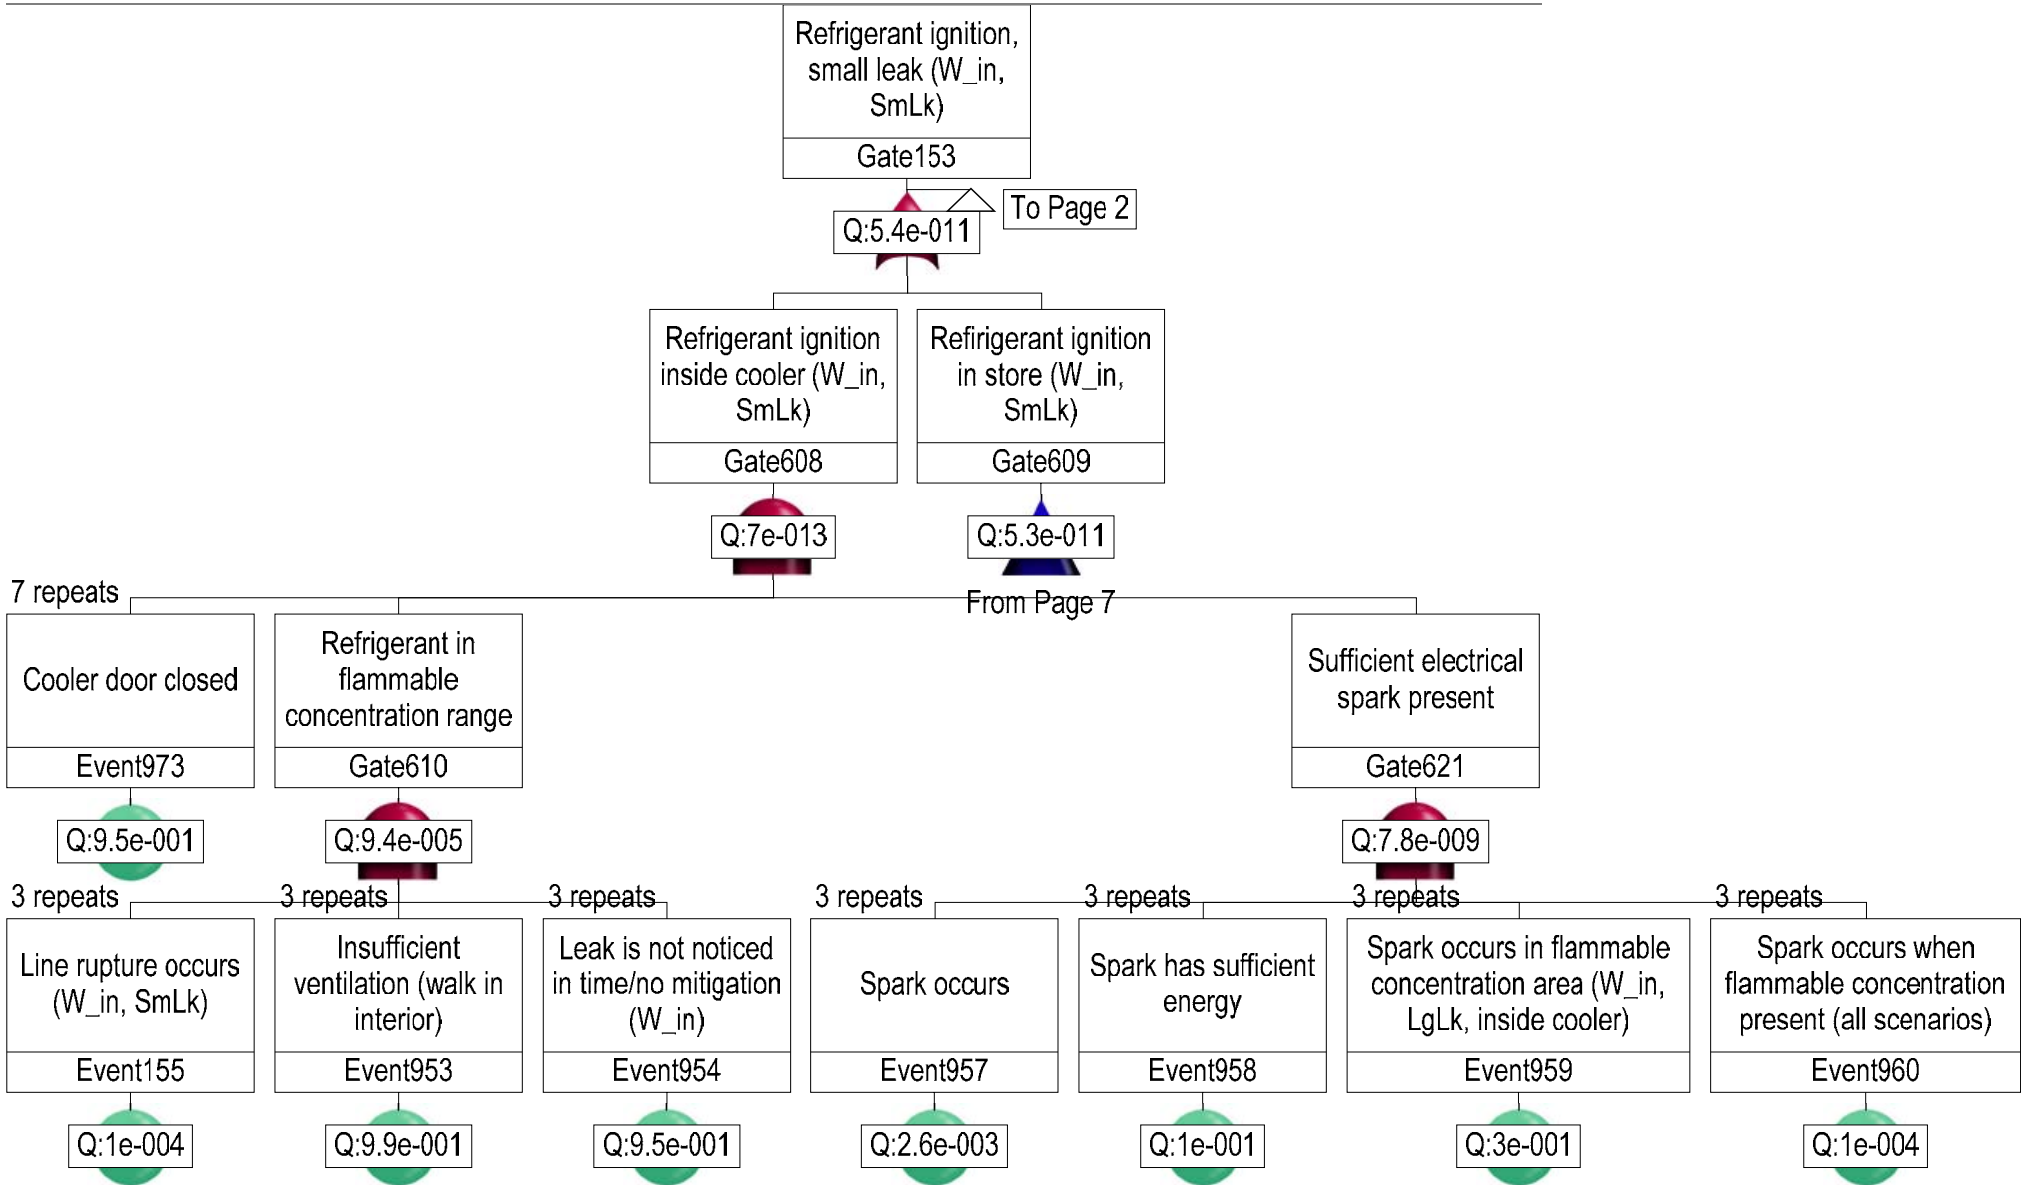 Refrigerant ignition,
small leak (W_in,
SmLk)
Gate153
To Page 2
Q:5.4e-011
Refrigerant ignition
inside cooler (W_in,
SmLk)
Gate608
Q:7e-013
Refirigerant ignition
in store (W_in,
SmLk)
Gate609
Q:5.3e-011
From Page 7
7 repeats
Cooler door closed
Event973
Q:9.5e-001
Refrigerant in
flammable
concentration range
Gate610
Q:9.4e-005
Sufficient electrical
spark present
Gate621
Q:7.8e-009
3 repeats
Line rupture occurs
(W_in, SmLk)
Event155
Q:1e-004
3 repeats
Insufficient
ventilation (walk in
interior)
Event953
Q:9.9e-001
3 repeats
Leak is not noticed
in time/no mitigation
(W_in)
Event954
Q:9.5e-001
3 repeats
Spark occurs
Event957
Q:2.6e-003
3 repeats
Spark has sufficient
energy
Event958
Q:1e-001
3 repeats
Spark occurs in flammable
concentration area (W_in,
LgLk, inside cooler)
Event959
Q:3e-001
3 repeats
Spark occurs when
flammable concentration
present (all scenarios)
Event960
Q:1e-004